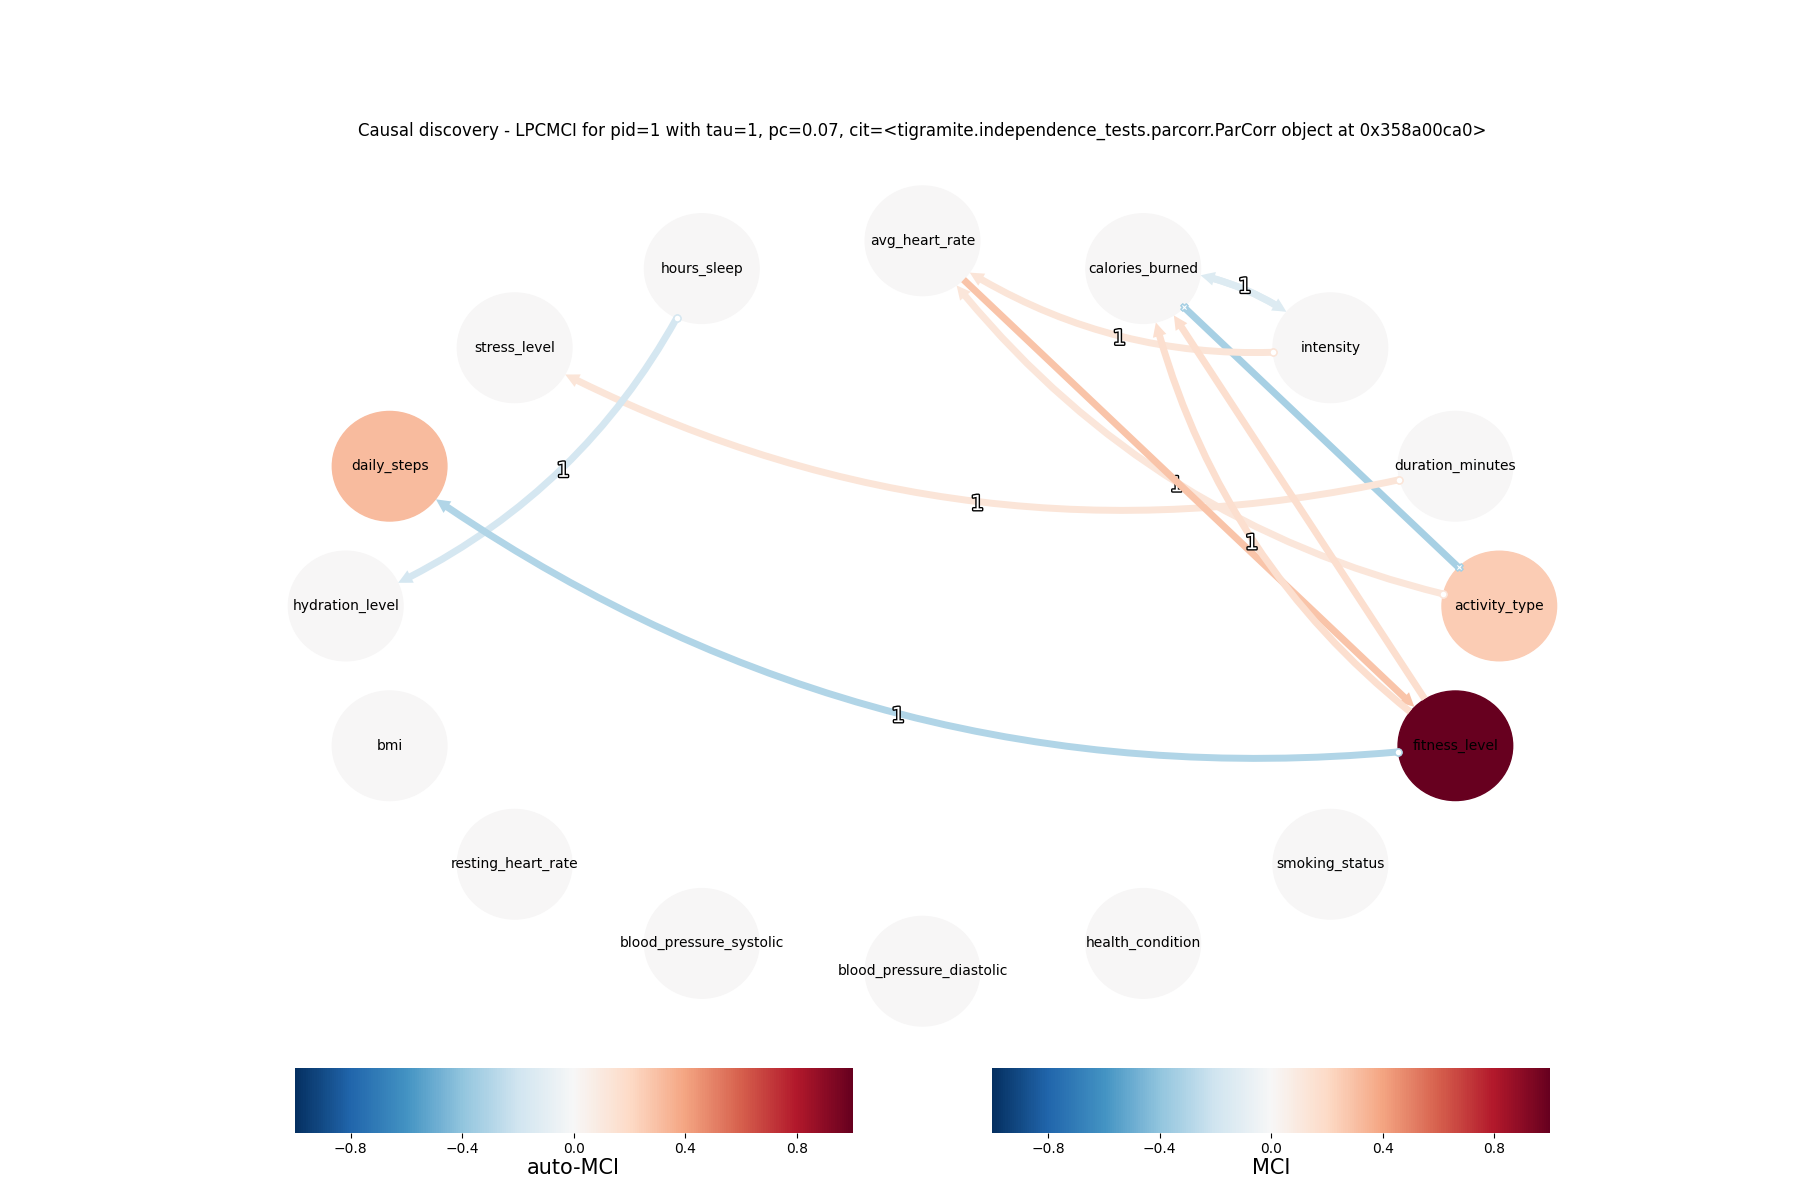 Causal discovery - LPCMCI for pid=1 with tau=1, pc=0.07, cit=<tigramite.independence_tests.parcorr.ParCorr object at 0x358a00ca0>
avg_heart_rate
hours_sleep
calories_burned
1
1
stress_level
intensity
daily_steps
duration_minutes
1
1
1
1
hydration_level
activity_type
1
bmi
fitness_level
resting_heart_rate
smoking_status
blood_pressure_systolic
health_condition
blood_pressure_diastolic
−0.8 −0.4 0.0 0.4 0.8
auto-MCI
−0.8 −0.4 0.0 0.4 0.8
MCI